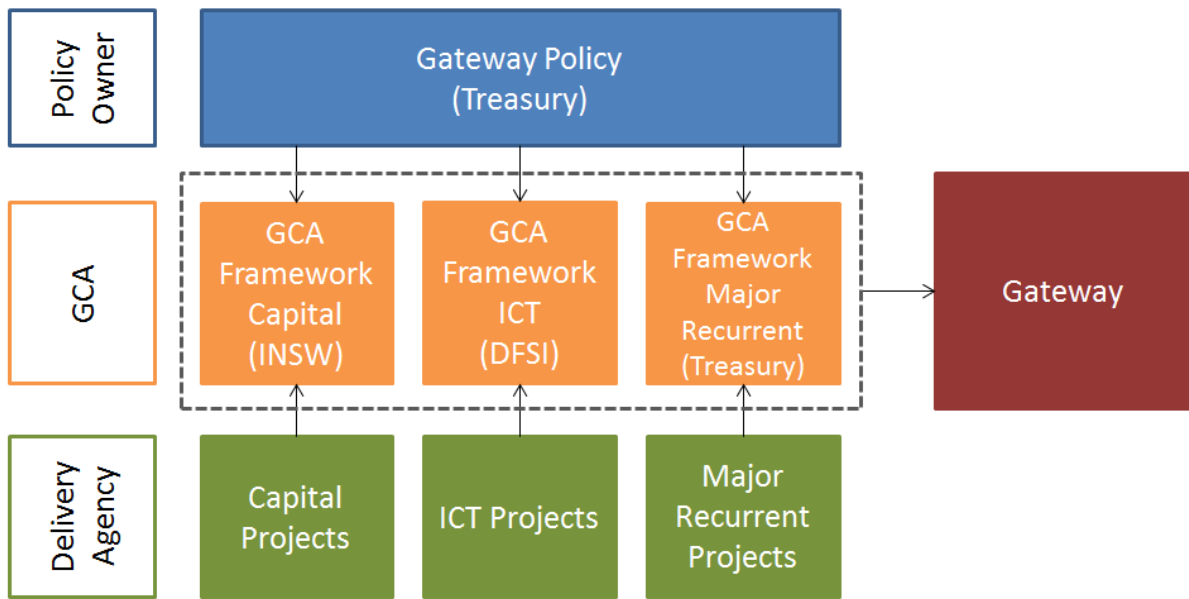 Policy
Owner
Gateway Policy
(Treasury)
GCA
GCA
Framework
Capital
(INSW)
GCA
Framework
ICT
(DFSI)
GCA
Framework
Major
Recurrent
(Treasury)
Gateway
Delivery
Agency
Capital
Projects
ICT Projects
Major
Recurrent
Projects